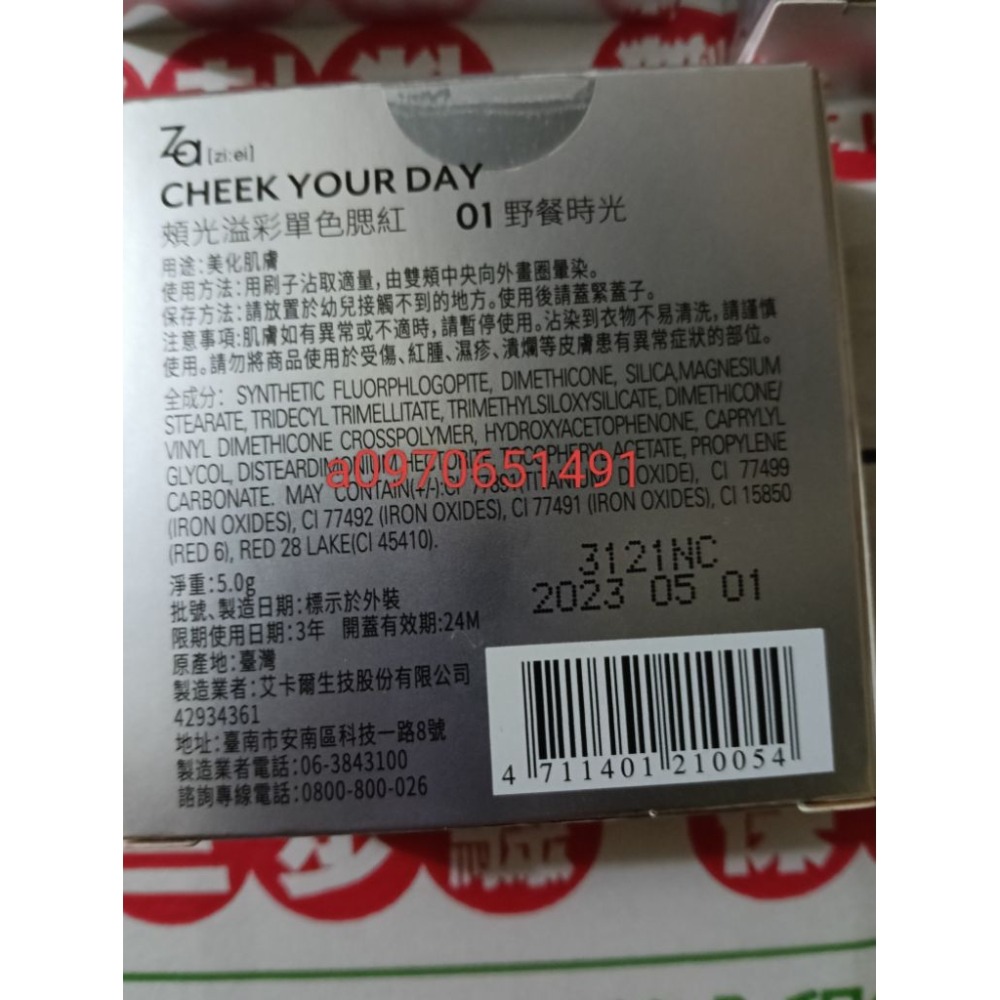 Za [zi:ei]
CHEEK YOUR DAY
頰光溢彩單色腮紅 01 野餐時光
用途:美化肌膚
使用方法:用刷子沾取適量,由雙頰中央向外畫圈暈染。
保存方法:請放置於幼兒接觸不到的地方。使用後請蓋緊蓋子。
注意事項:肌膚如有異常或不適時,請暫停使用。沾染到衣物不易清洗,請謹慎
使用。請勿將商品使用於受傷、紅腫、濕疹、潰爛等皮膚患有異常症狀的部位。
全成分: SYNTHETIC FLUORPHLOGOPITE, DIMETHICONE, SILICA,MAGNESIUM
STEARATE, TRIDECYL TRIMELLITATE, TRIMETHYLSILOXYSILICATE, DIMETHICONE/
VINYL DIMETHICONE CROSSPOLYMER, HYDROXYACETOPHENONE, CAPRYLYL
GLYCOL, ACETATE, PROPYLENE
a0970651491
CARBONATE. MAY CONTAIN(+/-):CI 77891(TITANIUM DIOXIDE), CI 77499
(IRON OXIDES), CI 77492 (IRON OXIDES), CI 77491 (IRON OXIDES), CI 15850
(RED 6), RED 28 LAKE(CI 45410).
淨重:5.0g
3121NC
批號、製造日期:標示於外裝
2023 05 01
限期使用日期:3年 開蓋有效期:24M
原產地:臺灣
製造業者:艾卡爾生技股份有限公司
42934361
地址:臺南市安南區科技一路8號
製造業者電話:06-3843100
諮詢專線電話:0800-800-026
4 711401 210054